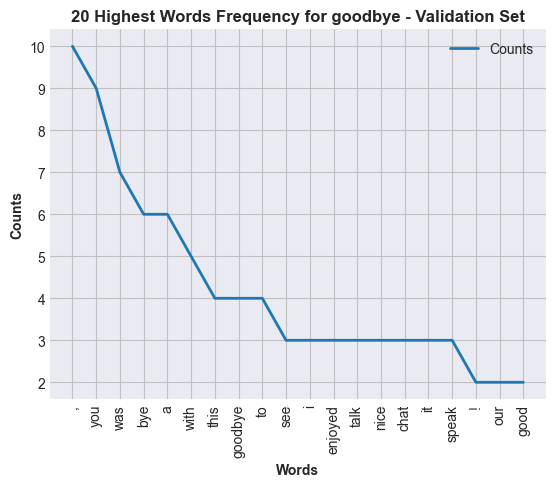 20 Highest Words Frequency for goodbye - Validation Set
Counts
Counts
10
9
8
7
6
5
4
3
2
,
you
was
bye
a
with
this
goodbye
to
see
i
enjoyed
talk
nice
chat
it
speak
!
our
good
Words